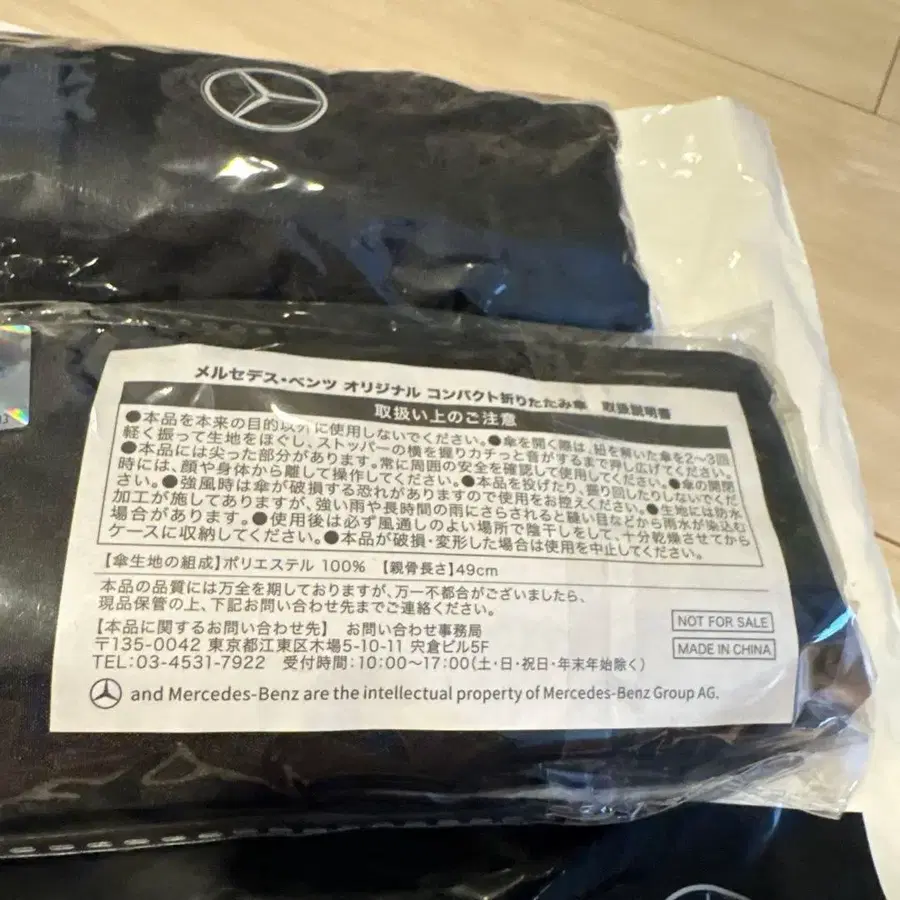 メルセデス・ベンツ オリジナル コンパクト折りたたみ傘 取扱説明書
取扱い上のご注意
●本品を本来の目的以外に使用しないでください。●傘を開く際は、紐を解いた傘を2〜3回
軽く振って生地をほぐし、ストッパーの横を握りカチっと音がするまで押し広げてください。
●本品には尖った部分があります。常に周囲の安全を確認して使用してください。●傘の開閉
時には、顔や身体から離して操作してください。●本品を投げたり、振り回したりしないでくだ
さい。●強風時は傘が破損する恐れがありますので使用をお控えください。●生地には防水
加工が施してありますが、強い雨や長時間の雨にさらされると縫い目などから雨水が染込む
場合があります。●使用後は必ず風通しのよい場所で陰干しをして、十分乾燥させてから
ケースに収納してください。●本品が破損・変形した場合は使用を中止してください。
【傘生地の組成】ポリエステル 100% 【親骨長さ】49cm
本品の品質には万全を期しておりますが、万一不都合がございましたら、
現品保管の上、下記お問い合わせ先までご連絡ください。
【本品に関するお問い合わせ先】 お問い合わせ事務局
〒135-0042 東京都江東区木場5-10-11 宍倉ビル5F
TEL:03-4531-7922 受付時間:10:00〜17:00(土・日・祝日・年末年始除く)
NOT FOR SALE
MADE IN CHINA
and Mercedes-Benz are the intellectual property of Mercedes-Benz Group AG.